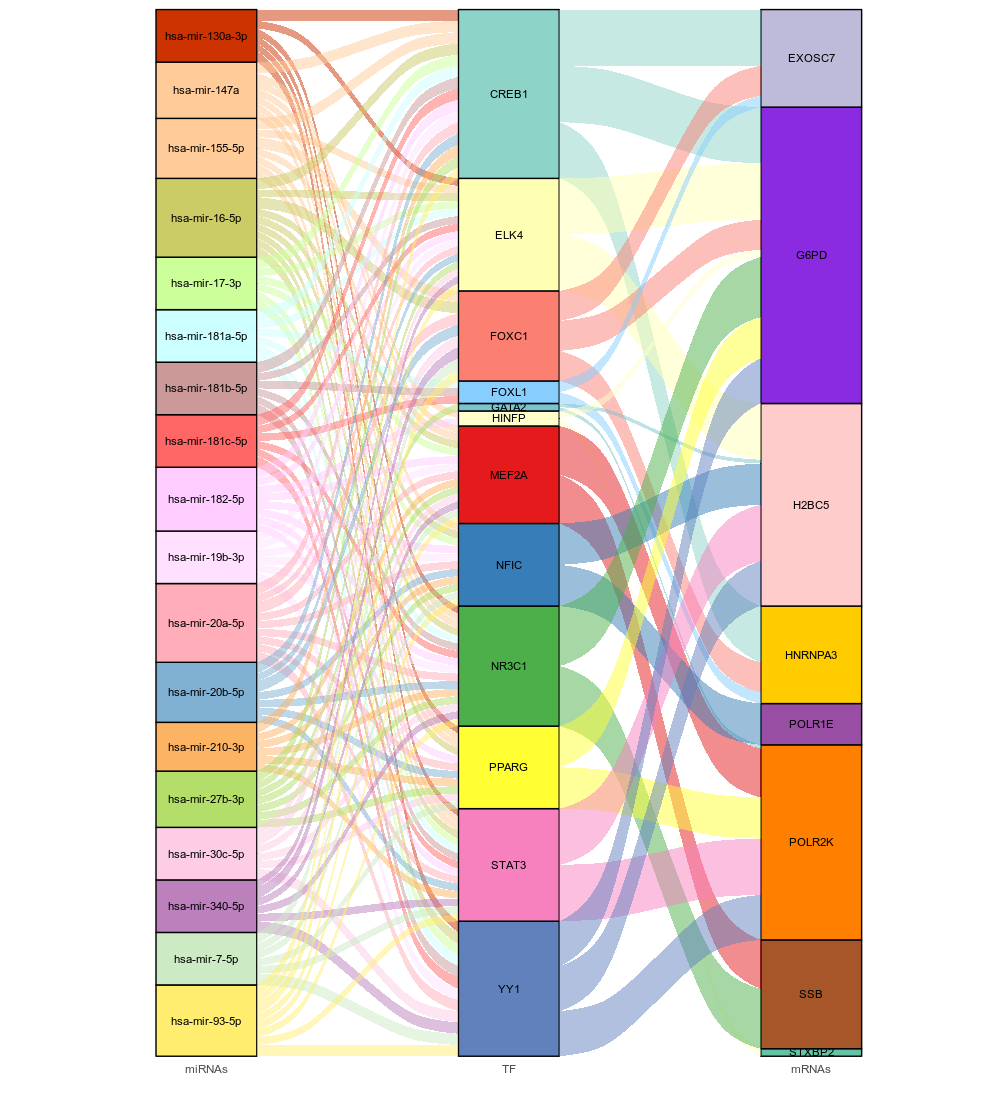 hsa-mir-130a-3p
hsa-mir-147a
hsa-mir-155-5p
hsa-mir-16-5p
hsa-mir-17-3p
hsa-mir-181a-5p
hsa-mir-181b-5p
hsa-mir-181c-5p
hsa-mir-182-5p
hsa-mir-19b-3p
hsa-mir-20a-5p
hsa-mir-20b-5p
hsa-mir-210-3p
hsa-mir-27b-3p
hsa-mir-30c-5p
hsa-mir-340-5p
hsa-mir-7-5p
hsa-mir-93-5p
miRNAs
CREB1
ELK4
FOXC1
FOXL1
GATA2
HINFP
MEF2A
NFIC
NR3C1
PPARG
STAT3
YY1
TF
EXOSC7
G6PD
H2BC5
HNRNPA3
POLR1E
POLR2K
SSB
STXBP2
mRNAs